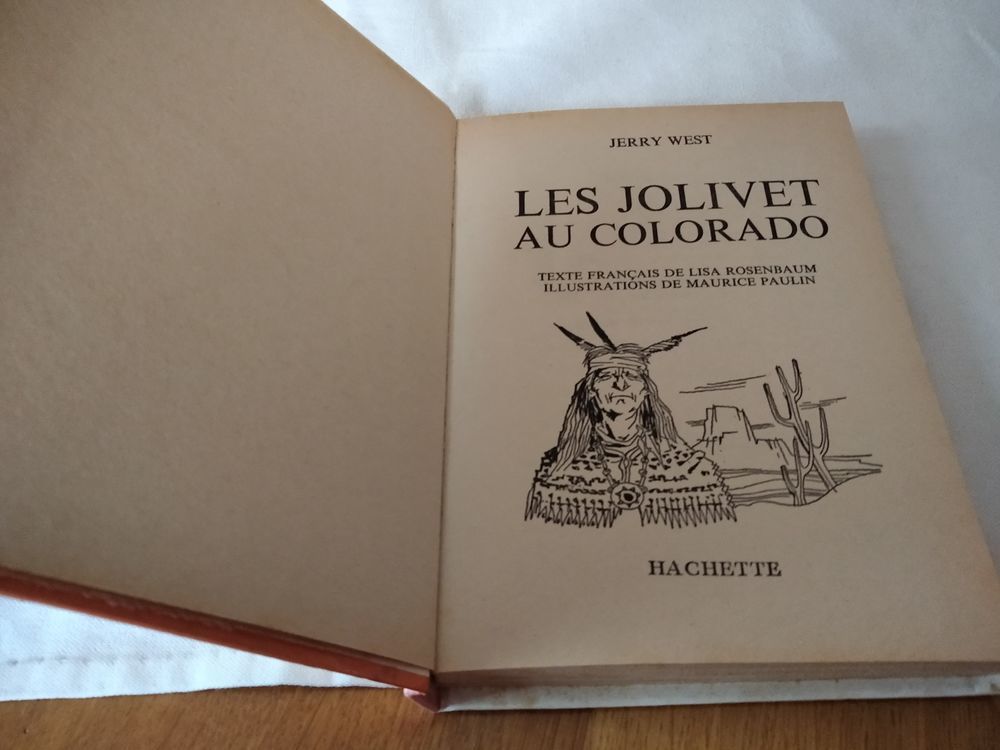 JERRY WEST
LES JOLIVET
AU COLORADO
TEXTE FRANÇAIS DE LISA ROSENBAUM
ILLUSTRATIONS DE MAURICE PAULIN
HACHETTE